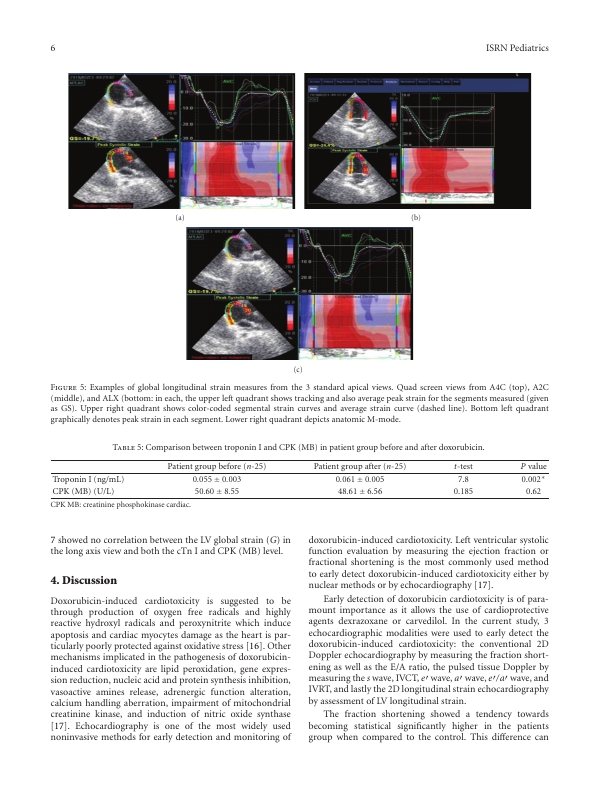 6
ISRN Pediatrics
Peak Systolic Strain
(a)
(b)
Peak Systolic Strain
(c)
Figure 5: Examples of global longitudinal strain measures from the 3 standard apical views. Quad screen views from A4C (top), A2C
(middle), and ALX (bottom: in each, the upper left quadrant shows tracking and also average peak strain for the segments measured (given
as GS). Upper right quadrant shows color-coded segmental strain curves and average strain curve (dashed line). Bottom left quadrant
graphically denotes peak strain in each segment. Lower right quadrant depicts anatomic M-mode.
Table 5: Comparison between troponin I and CPK (MB) in patient group before and after doxorubicin.
Patient group before (n-25) Patient group after (n-25) t-test P value
Troponin I (ng/mL) 0.055 ± 0.003 0.061 ± 0.005 7.8 0.002*
CPK (MB) (U/L) 50.60 ± 8.55 48.61 ± 6.56 0.185 0.62
CPK MB: creatinine phosphokinase cardiac.
7 showed no correlation between the LV global strain (G) in
the long axis view and both the cTn I and CPK (MB) level.
4. Discussion
Doxorubicin-induced cardiotoxicity is suggested to be
through production of oxygen free radicals and highly
reactive hydroxyl radicals and peroxynitrite which induce
apoptosis and cardiac myocytes damage as the heart is par-
ticularly poorly protected against oxidative stress [16]. Other
mechanisms implicated in the pathogenesis of doxorubicin-
induced cardiotoxicity are lipid peroxidation, gene expres-
sion reduction, nucleic acid and protein synthesis inhibition,
vasoactive amines release, adrenergic function alteration,
calcium handling aberration, impairment of mitochondrial
creatinine kinase, and induction of nitric oxide synthase
[17]. Echocardiography is one of the most widely used
noninvasive methods for early detection and monitoring of
doxorubicin-induced cardiotoxicity. Left ventricular systolic
function evaluation by measuring the ejection fraction or
fractional shortening is the most commonly used method
to early detect doxorubicin-induced cardiotoxicity either by
nuclear methods or by echocardiography [17].
Early detection of doxorubicin cardiotoxicity is of para-
mount importance as it allows the use of cardioprotective
agents dexrazoxane or carvedilol. In the current study, 3
echocardiographic modalities were used to early detect the
doxorubicin-induced cardiotoxicity: the conventional 2D
Doppler echocardiography by measuring the fraction short-
ening as well as the E/A ratio, the pulsed tissue Doppler by
measuring the s wave, IVCT, e′ wave, a′ wave, e′/a′ wave, and
IVRT, and lastly the 2D longitudinal strain echocardiography
by assessment of LV longitudinal strain.
The fraction shortening showed a tendency towards
becoming statistical significantly higher in the patients
group when compared to the control. This difference can